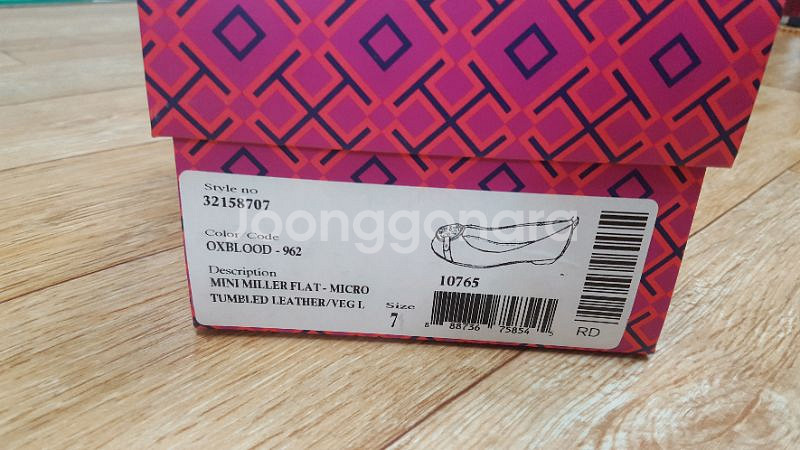 Style no
32158707
Color/Code
OXBLOOD - 962
Description
MINI MILLER FLAT - MICRO
TUMBLED LEATHER/VEG L
Size
7
10765
8 88736 75854 5
RD
Joonggonara